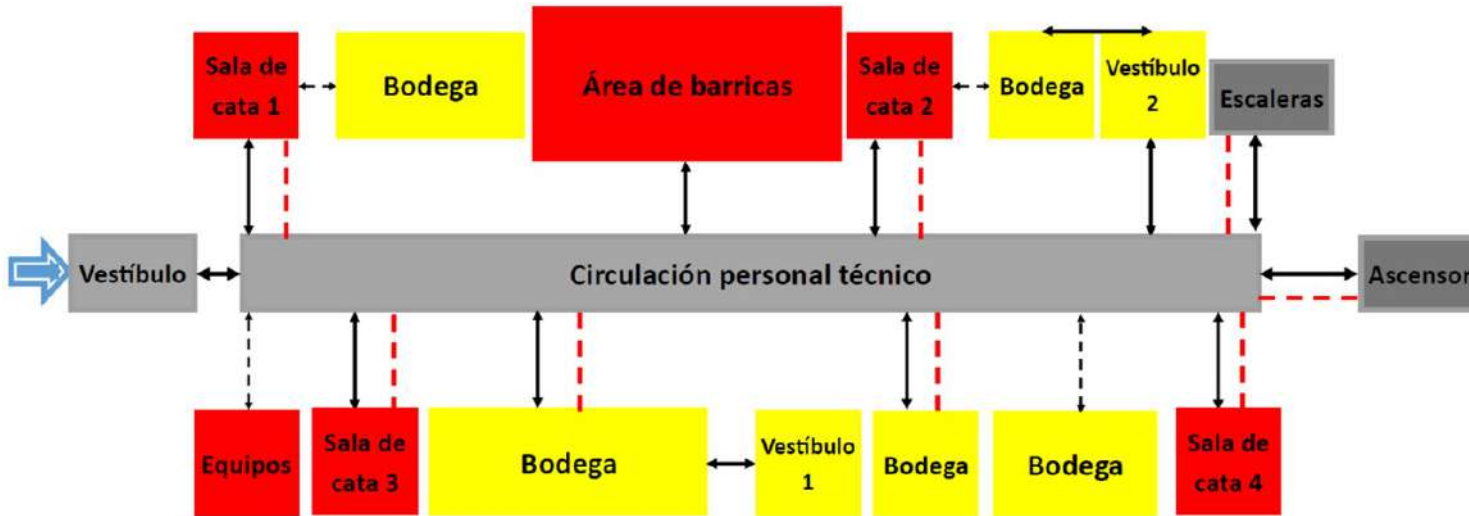 Sala de
cata 1
Bodega
Área de barricas
Sala de
cata 2
Bodega
Vestíbulo
2
Escaleras
Vestíbulo
Circulación personal técnico
Ascensor
Equipos
Sala de
cata 3
Bodega
Vestíbulo
1
Bodega
Bodega
Sala de
cata 4